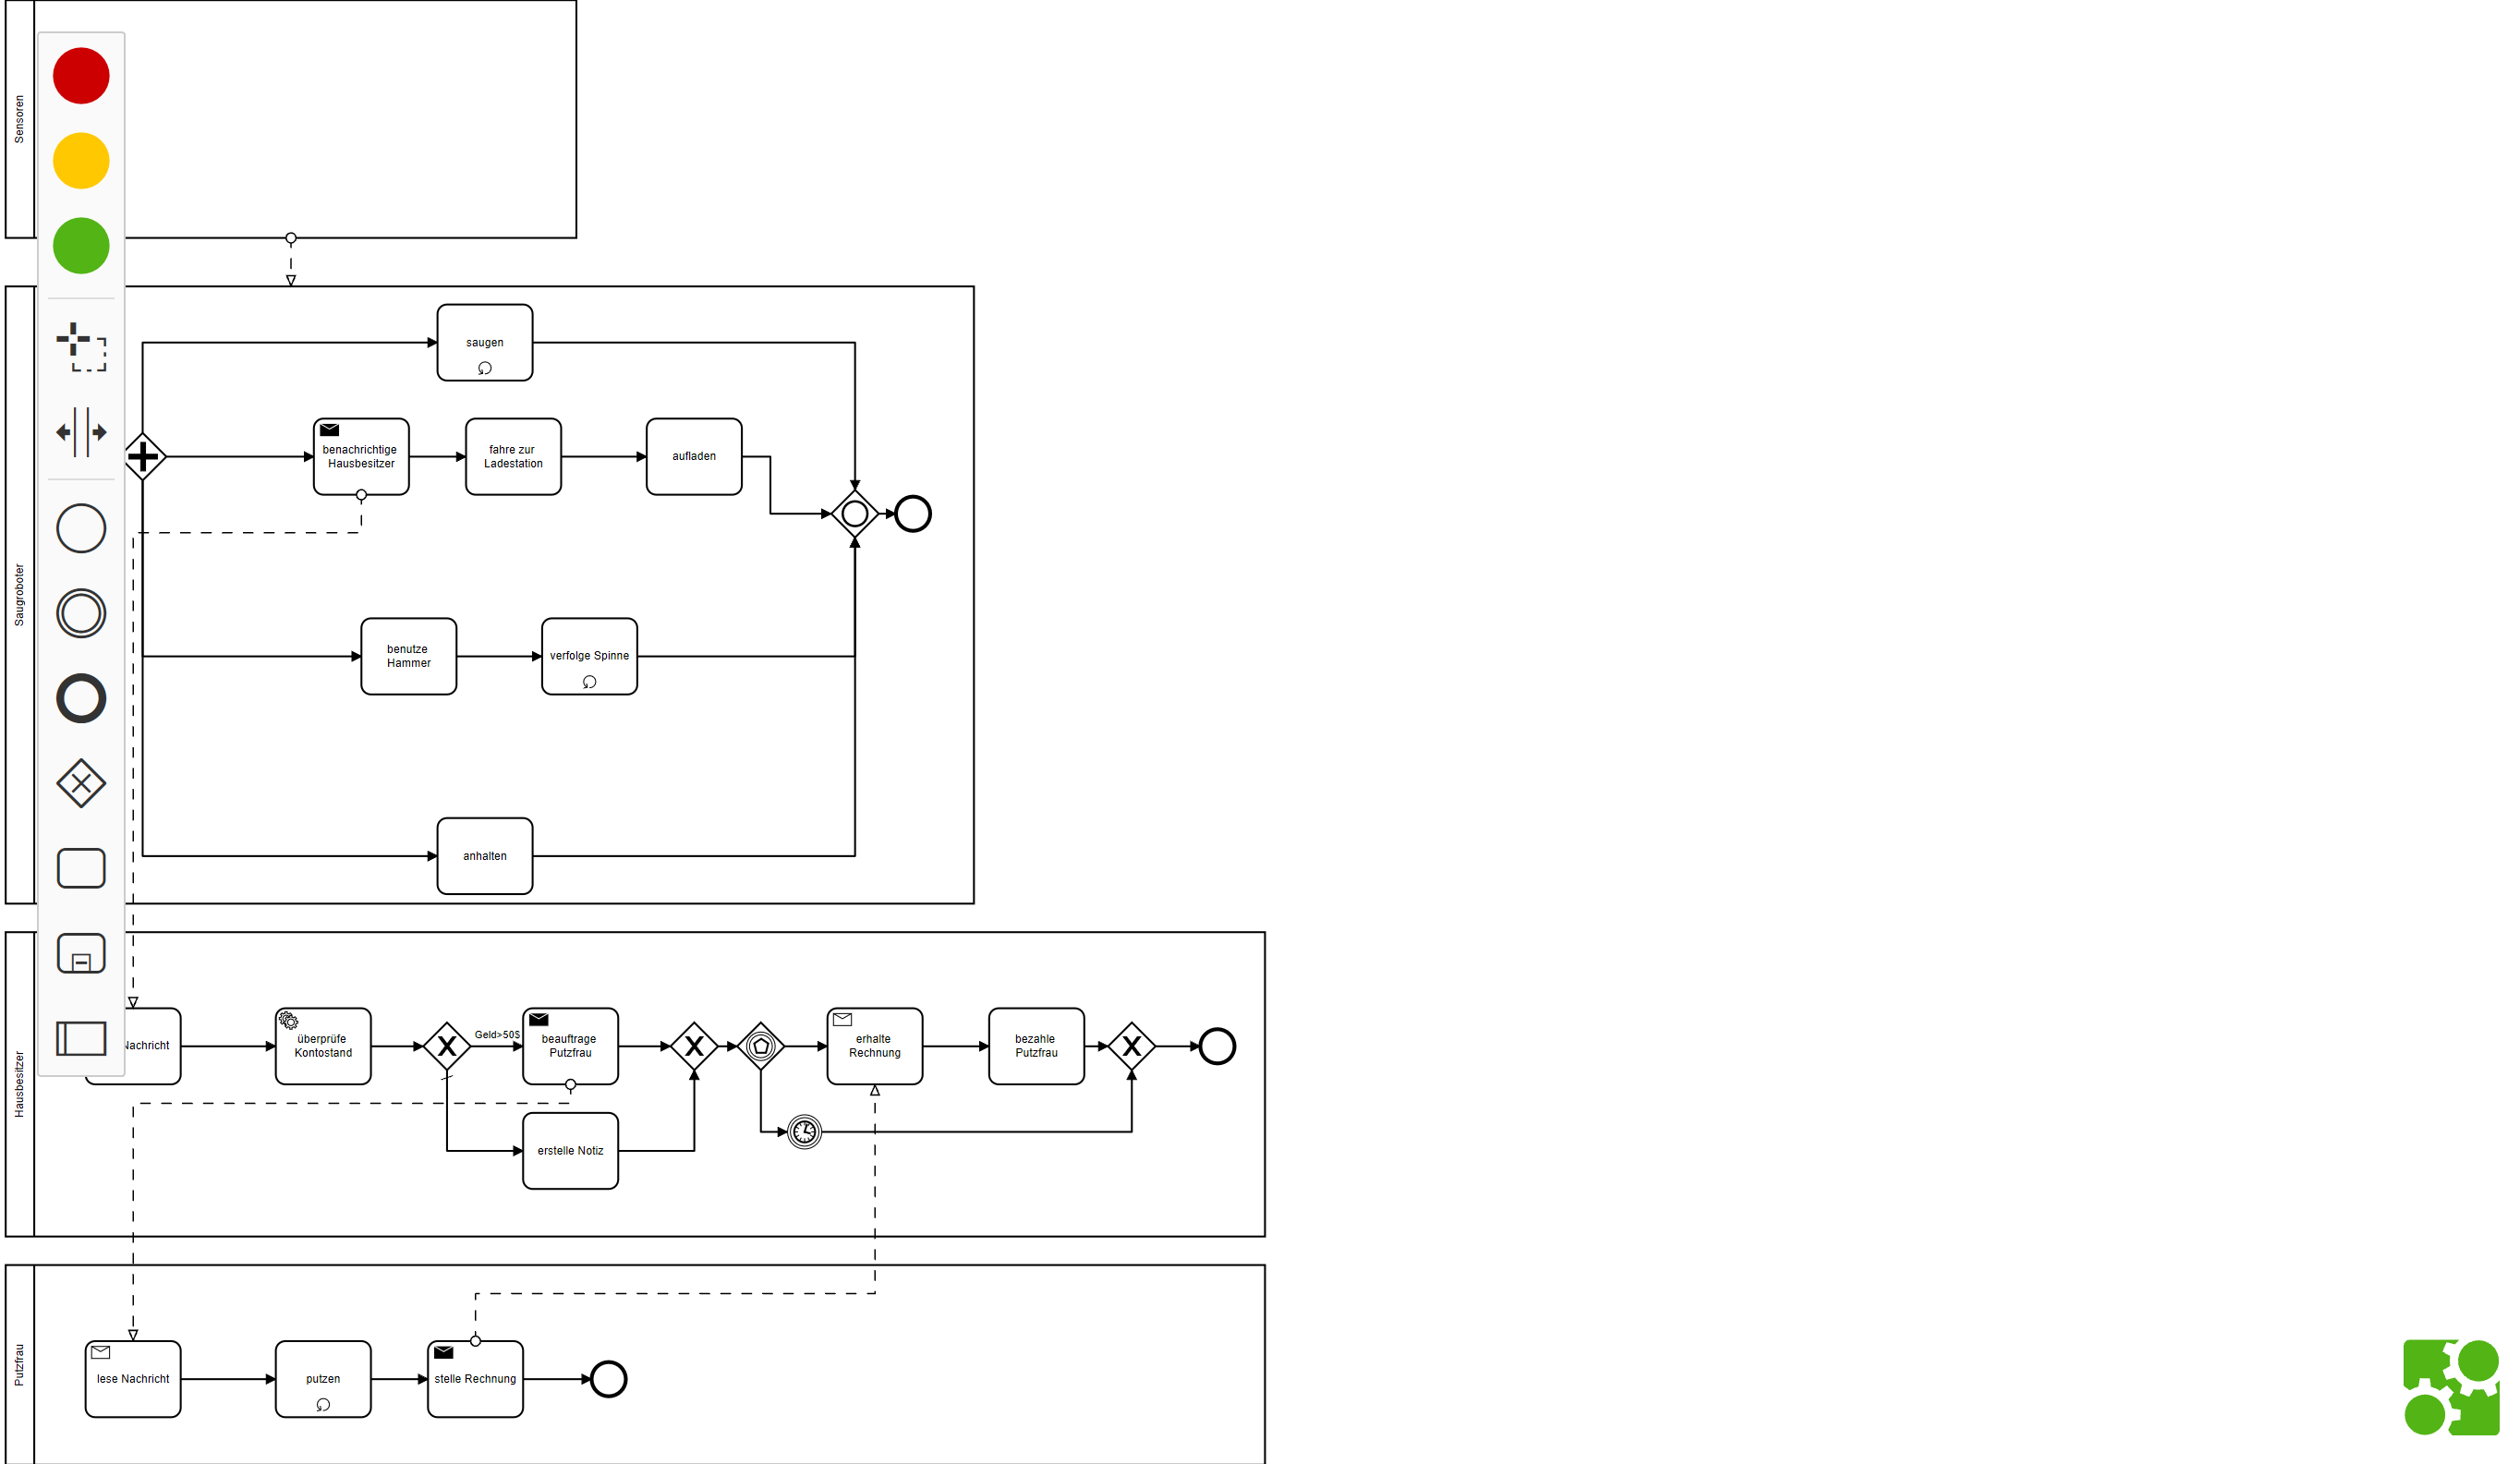 Sensoren
Saugroboter
saugen
benachrichtige
Hausbesitzer
fahre zur
Ladestation
aufladen
benutze
Hammer
verfolge Spinne
anhalten
Hausbesitzer
Nachricht
überprüfe
Kontostand
Geld>50$
beauftrage
Putzfrau
erstelle Notiz
erhalte
Rechnung
bezahle
Putzfrau
Putzfrau
lese Nachricht
putzen
stelle Rechnung